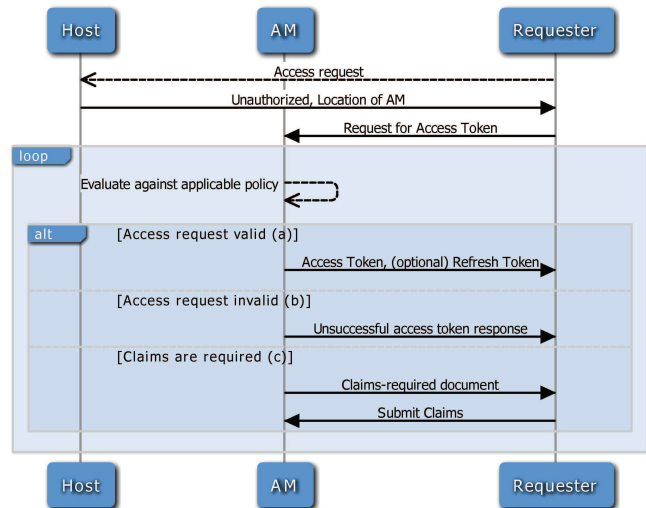 Host AM Requester
Access request
Unauthorized, Location of AM
Request for Access Token
loop
Evaluate against applicable policy
alt [Access request valid (a)]
Access Token, (optional) Refresh Token
[Access request invalid (b)]
Unsuccessful access token response
[Claims are required (c)]
Claims-required document
Submit Claims
Host AM Requester